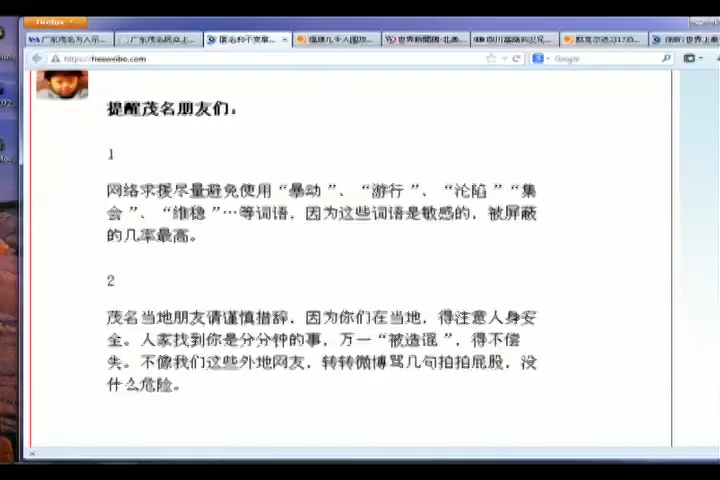 Firefox
https://freeweibo.com
Google
提醒茂名朋友们。
1
网络求援尽量避免使用“暴动”、“游行”、“沦陷”“集
会”、“维稳”…等词语，因为这些词语是敏感的，被屏蔽
的几率最高。
2
茂名当地朋友请谨慎措辞，因为你们在当地，得注意人身安
全。人家找到你是分分钟的事，万一“被造谣”，得不偿
失。不像我们这些外地网友，转转微博骂几句拍拍屁股，没
什么危险。